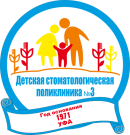 Детская стоматологическая
поликлиника №3
Год основания
1971
УФА